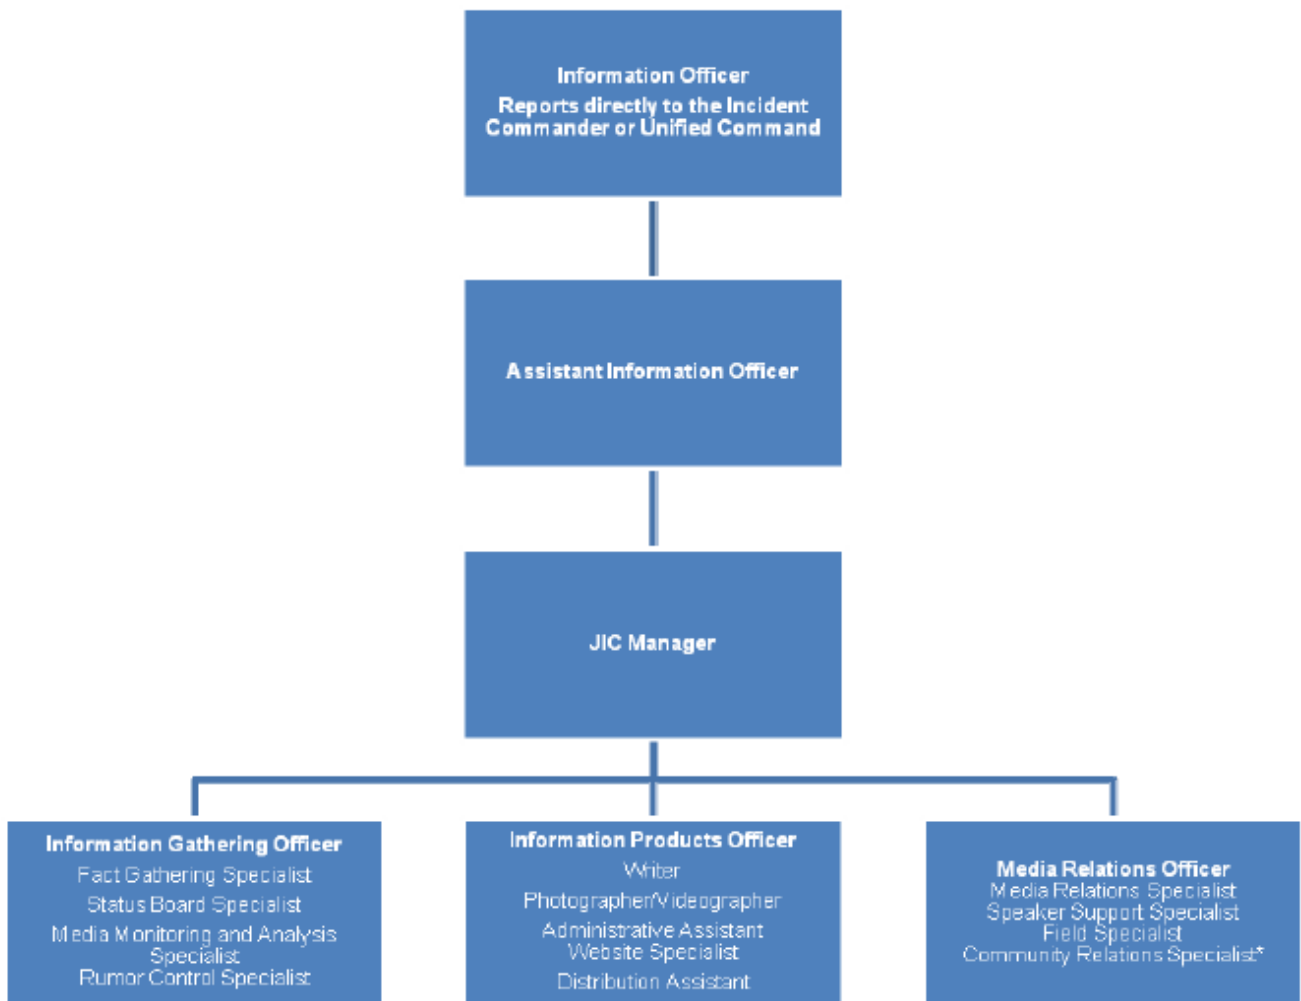 Information Officer
Reports directly to the Incident
Commander or Unified Command
Assistant Information Officer
JIC Manager
Information Gathering Officer
Fact Gathering Specialist
Status Board Specialist
Media Monitoring and Analysis
Specialist
Rumor Control Specialist
Information Products Officer
Writer
Photographer/Videographer
Administrative Assistant
Website Specialist
Distribution Assistant
Media Relations Officer
Media Relations Specialist
Speaker Support Specialist
Field Specialist
Community Relations Specialist*